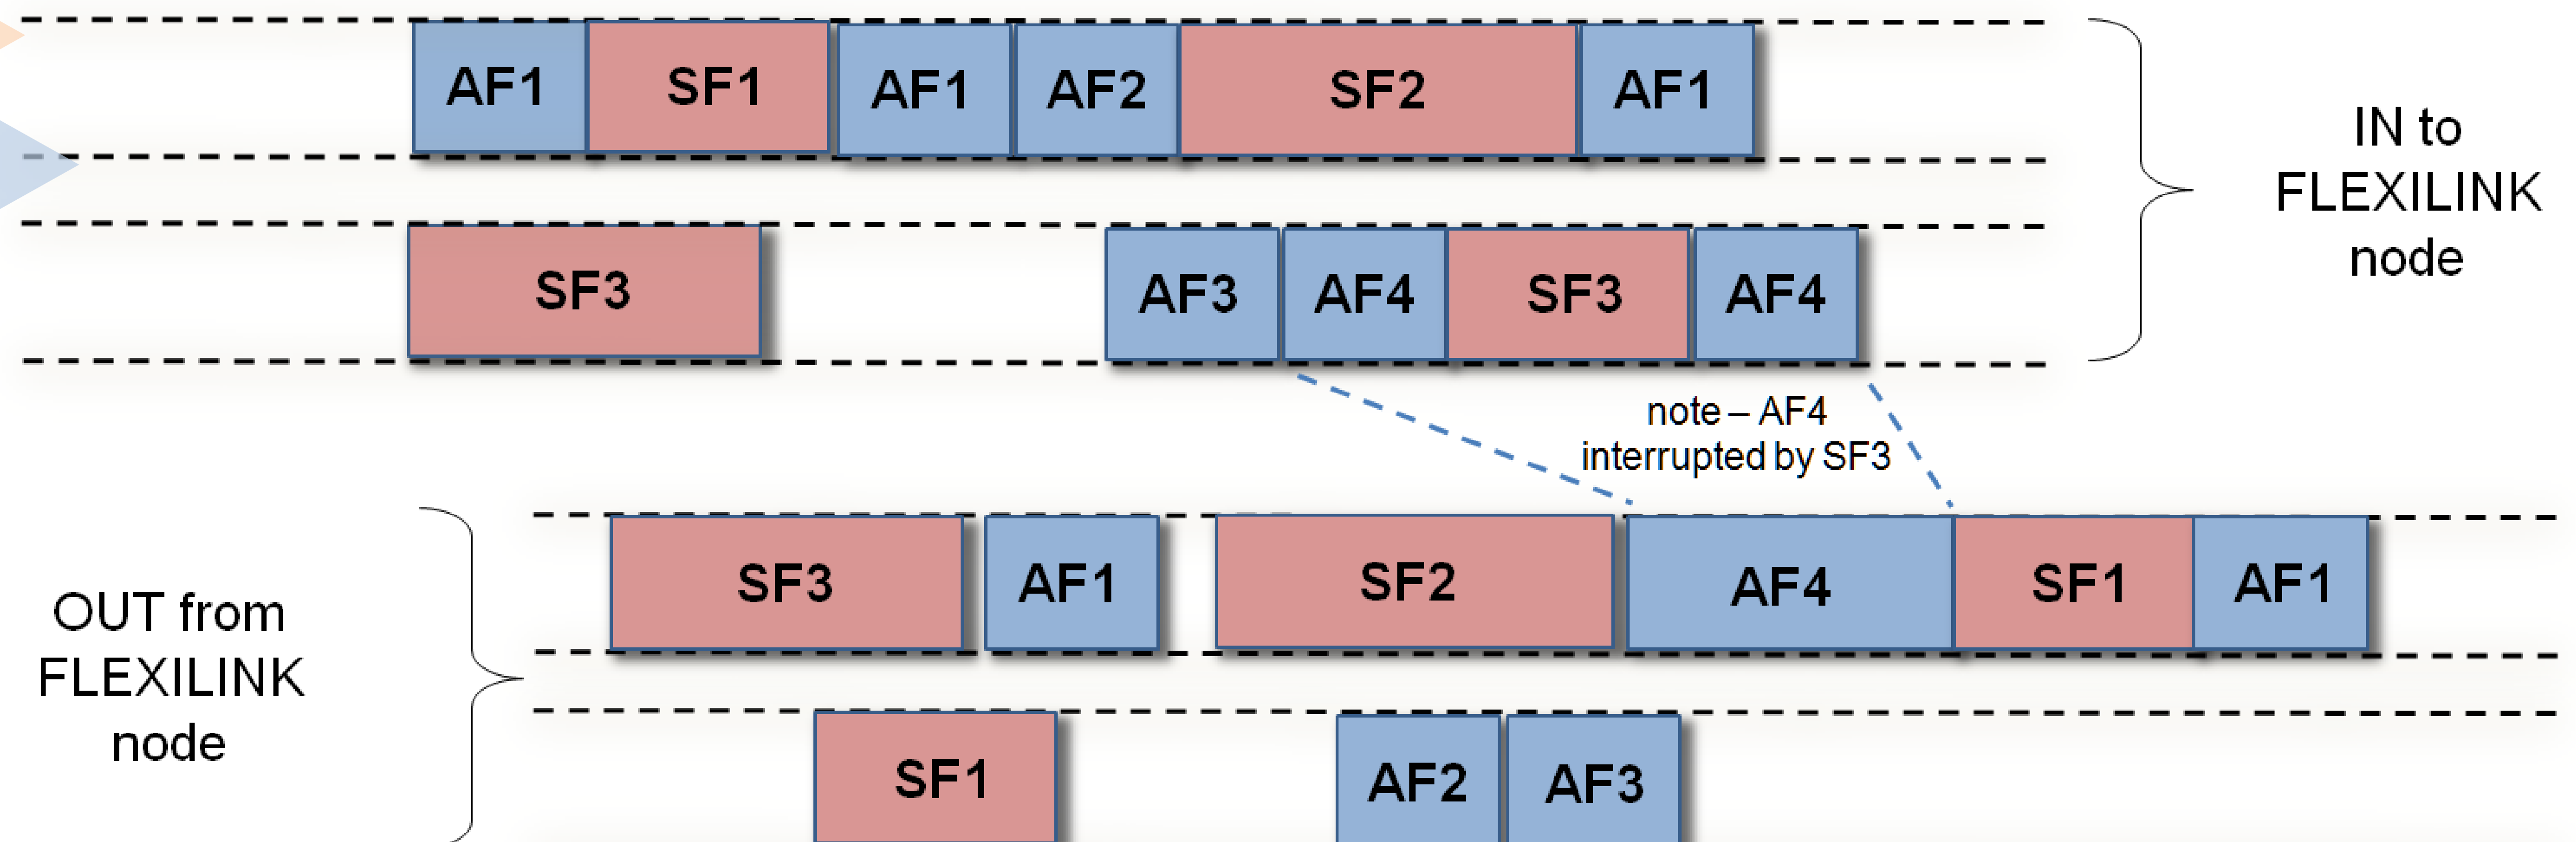 AF1 SF1 AF1 AF2 SF2 AF1
IN to
FLEXILINK
node
SF3 AF3 AF4 SF3 AF4
note – AF4
interrupted by SF3
OUT from
FLEXILINK
node
SF3 AF1 SF2 AF4 SF1 AF1
SF1 AF2 AF3